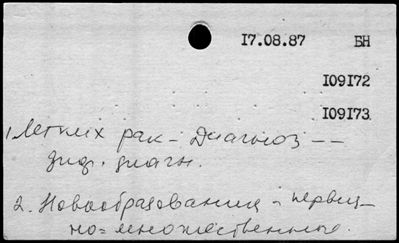 17.08.87 БН
109172
109173
1. Легких рак - Диагноз --
диф. диагн.
2. Новообразования - первич-
но-множественные.